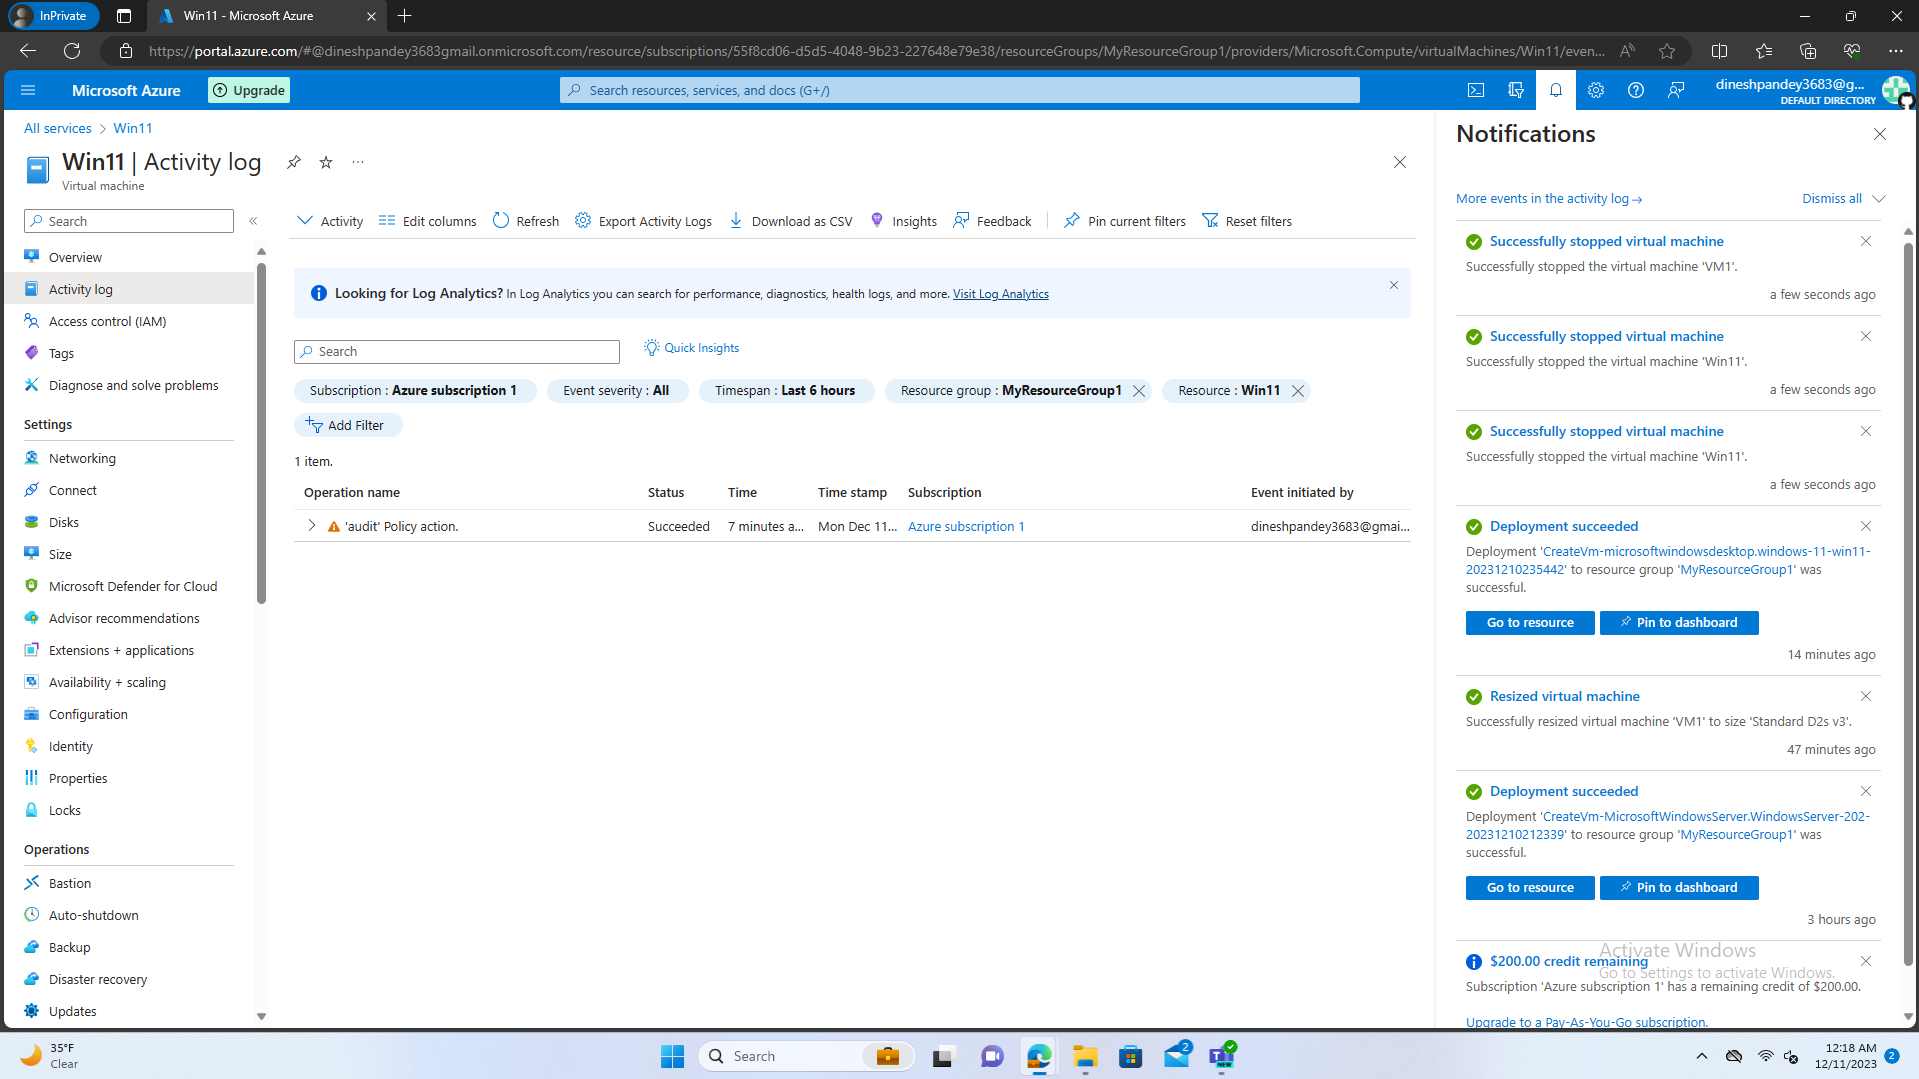 InPrivate
Win11 - Microsoft Azure
https://portal.azure.com/#@dineshpandey3683gmail.onmicrosoft.com/resource/subscriptions/55f8cd06-d5d5-4048-9b23-227648e79e38/resourceGroups/MyResourceGroup1/providers/Microsoft.Compute/virtualMachines/Win11/even...
Microsoft Azure
Upgrade
Search resources, services, and docs (G+/)
dineshpandey3683@g...
DEFAULT DIRECTORY
All services > Win11
Win11 | Activity log
Virtual machine
Search
Overview
Activity log
Access control (IAM)
Tags
Diagnose and solve problems
Settings
Networking
Connect
Disks
Size
Microsoft Defender for Cloud
Advisor recommendations
Extensions + applications
Availability + scaling
Configuration
Identity
Properties
Locks
Operations
Bastion
Auto-shutdown
Backup
Disaster recovery
Updates
Activity
Edit columns
Refresh
Export Activity Logs
Download as CSV
Insights
Feedback
Pin current filters
Reset filters
Looking for Log Analytics? In Log Analytics you can search for performance, diagnostics, health logs, and more. Visit Log Analytics
Search
Quick Insights
Subscription : Azure subscription 1
Event severity : All
Timespan : Last 6 hours
Resource group : MyResourceGroup1
Resource : Win11
Add Filter
1 item.
Operation name Status Time Time stamp Subscription Event initiated by
'audit' Policy action. Succeeded 7 minutes a... Mon Dec 11... Azure subscription 1 dineshpandey3683@gmai...
Notifications
More events in the activity log →
Dismiss all
Successfully stopped virtual machine
Successfully stopped the virtual machine 'VM1'.
a few seconds ago
Successfully stopped virtual machine
Successfully stopped the virtual machine 'Win11'.
a few seconds ago
Successfully stopped virtual machine
Successfully stopped the virtual machine 'Win11'.
a few seconds ago
Deployment succeeded
Deployment 'CreateVm-microsoftwindowsdesktop.windows-11-win11-
20231210235442' to resource group 'MyResourceGroup1' was
successful.
Go to resource
Pin to dashboard
14 minutes ago
Resized virtual machine
Successfully resized virtual machine 'VM1' to size 'Standard D2s v3'.
47 minutes ago
Deployment succeeded
Deployment 'CreateVm-MicrosoftWindowsServer.WindowsServer-202-
20231210212339' to resource group 'MyResourceGroup1' was
successful.
Go to resource
Pin to dashboard
3 hours ago
Activate Windows
Go to Settings to activate Windows.
$200.00 credit remaining
Subscription 'Azure subscription 1' has a remaining credit of $200.00.
Upgrade to a Pay-As-You-Go subscription.
35°F
Clear
Search
2
NEW
12:18 AM
12/11/2023
2